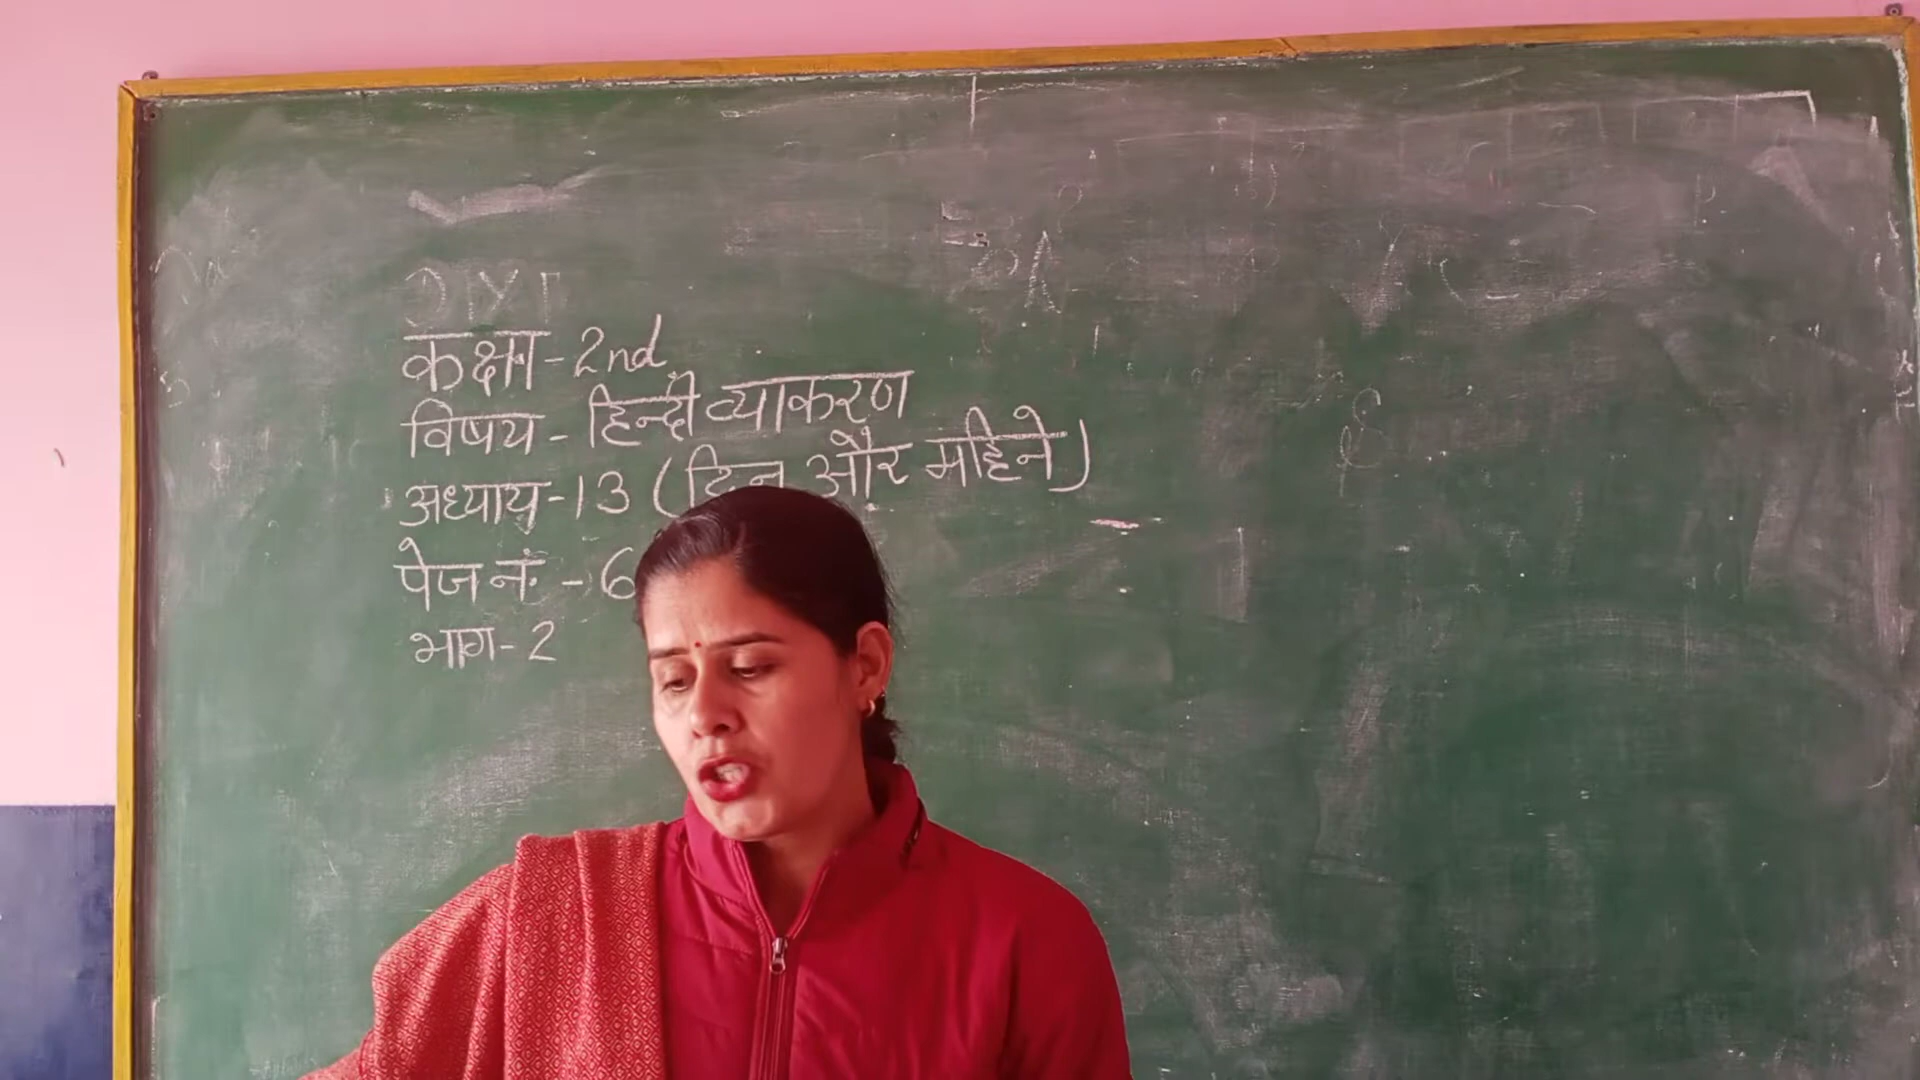 कक्षा - 2nd
विषय - हिन्दी व्याकरण
अध्याय - 13 (दिन और महिने)
पेज नं - 6
भाग - 2